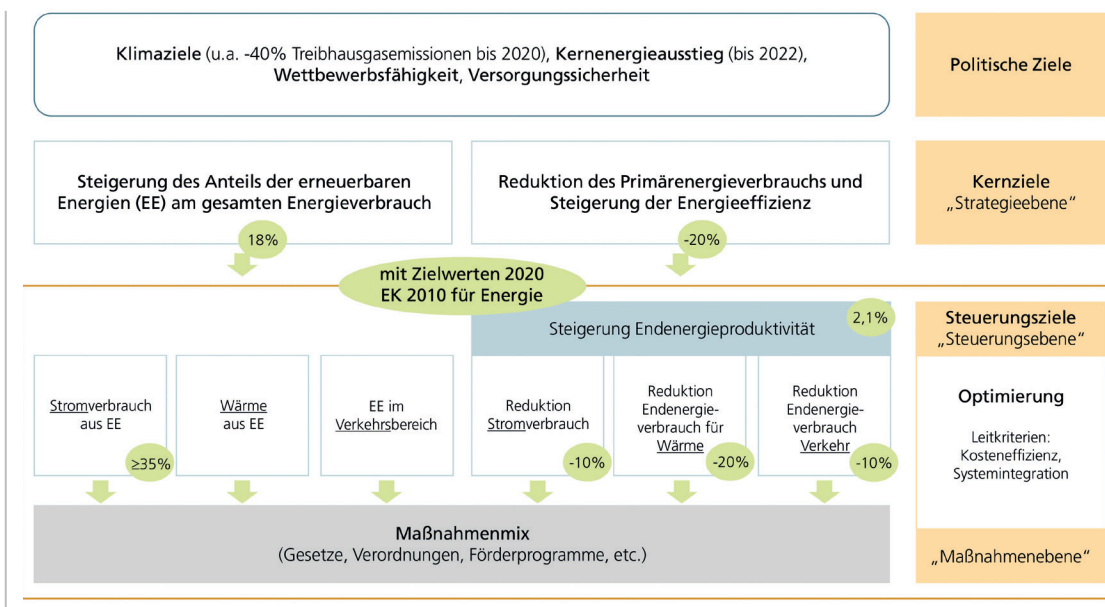 Klimaziele (u.a. -40% Treibhausgasemissionen bis 2020), Kernenergieausstieg (bis 2022),
Wettbewerbsfähigkeit, Versorgungssicherheit
Politische Ziele
Steigerung des Anteils der erneuerbaren
Energien (EE) am gesamten Energieverbrauch
18%
Reduktion des Primärenergieverbrauchs und
Steigerung der Energieeffizienz
-20%
Kernziele
„Strategieebene“
mit Zielwerten 2020
EK 2010 für Energie
Steigerung Endenergieproduktivität
2,1%
Steuerungsziele
„Steuerungsebene“
Stromverbrauch
aus EE
≥35%
Wärme
aus EE
EE im
Verkehrsbereich
Reduktion
Stromverbrauch
-10%
Reduktion
Endenergie-
verbrauch für
Wärme
-20%
Reduktion
Endenergie-
verbrauch
Verkehr
-10%
Optimierung
Leitkriterien:
Kosteneffizienz,
Systemintegration
Maßnahmenmix
(Gesetze, Verordnungen, Förderprogramme, etc.)
„Maßnahmenebene“